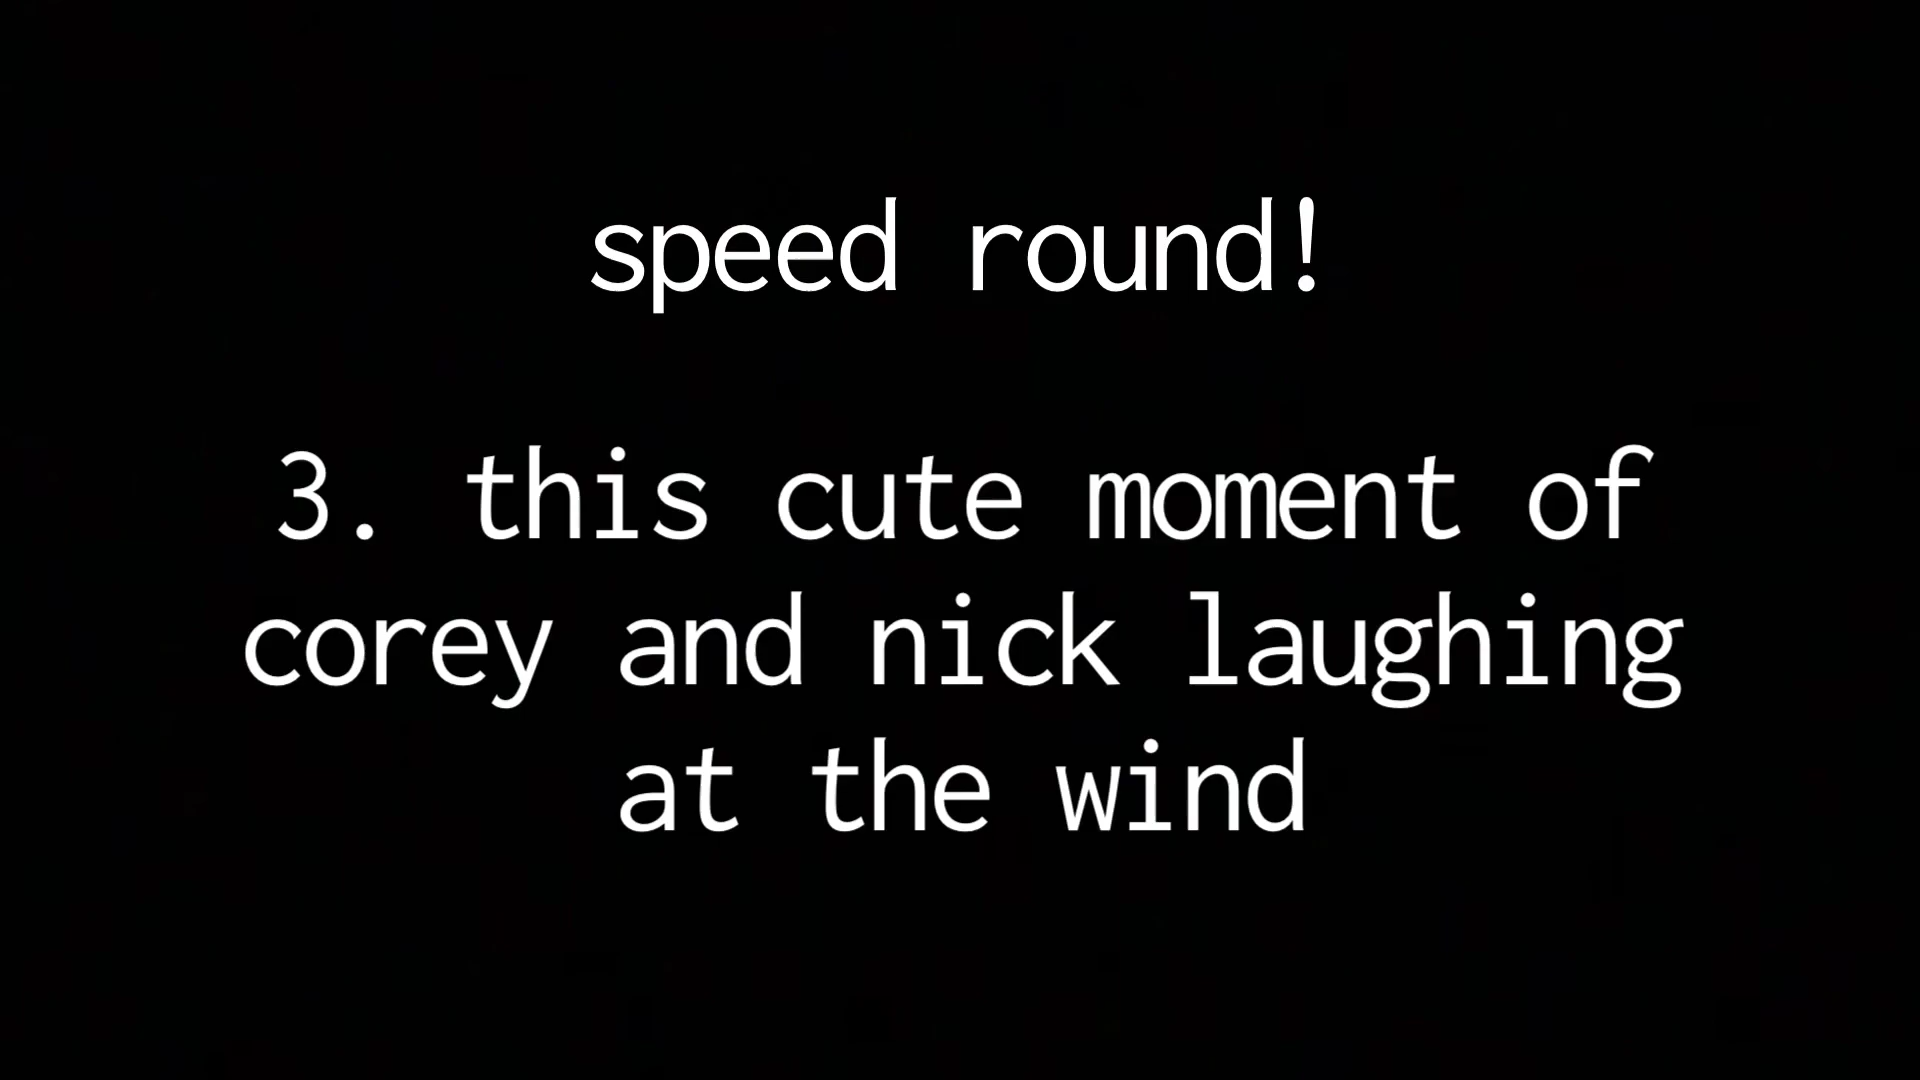 speed round!
3. this cute moment of
corey and nick laughing
at the wind